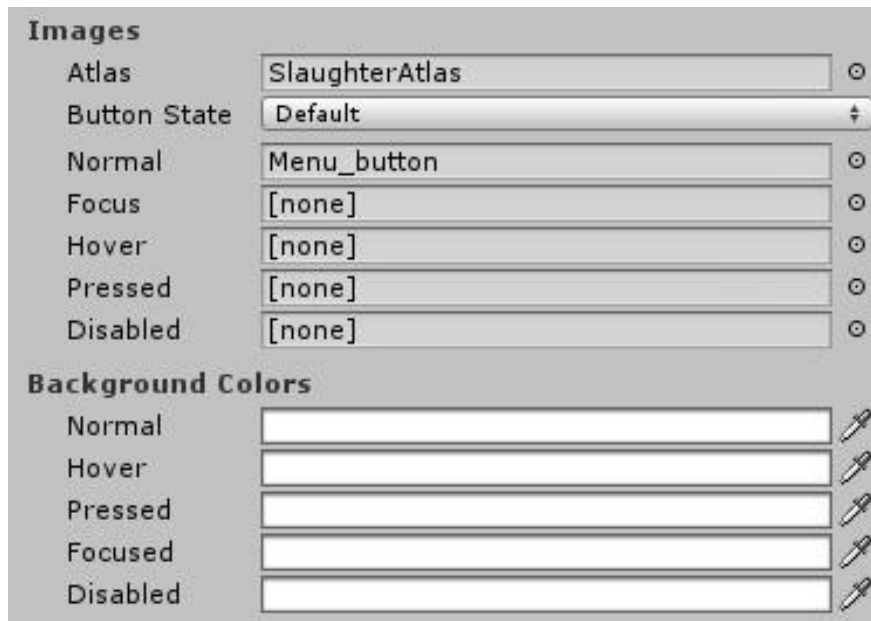 Images
Atlas SlaughterAtlas
Button State Default
Normal Menu_button
Focus [none]
Hover [none]
Pressed [none]
Disabled [none]
Background Colors
Normal
Hover
Pressed
Focused
Disabled